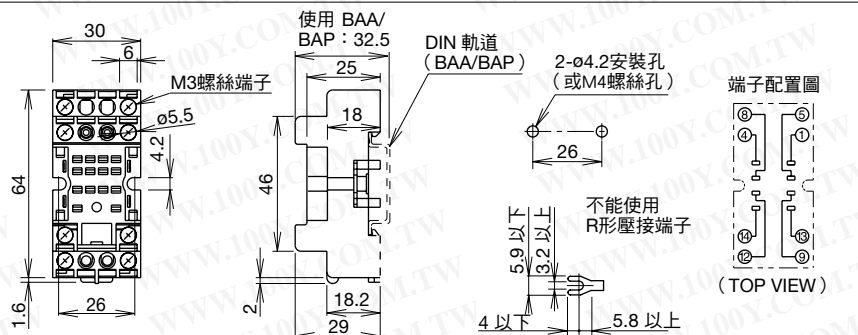 30
6
M3螺絲端子
ø5.5
4.2
64
1.6
26
使用 BAA/
BAP：32.5
25
18
46
2
18.2
29
DIN 軌道
（BAA/BAP）
2-ø4.2安裝孔
（或M4螺絲孔）
26
不能使用
R形壓接端子
5.9 以下
3.2 以上
4 以下
5.8 以上
端子配置圖
⑧ ⑤
④ ①
⑭ ⑬
⑫ ⑨
（TOP VIEW）
WWW.100Y.COM.TW